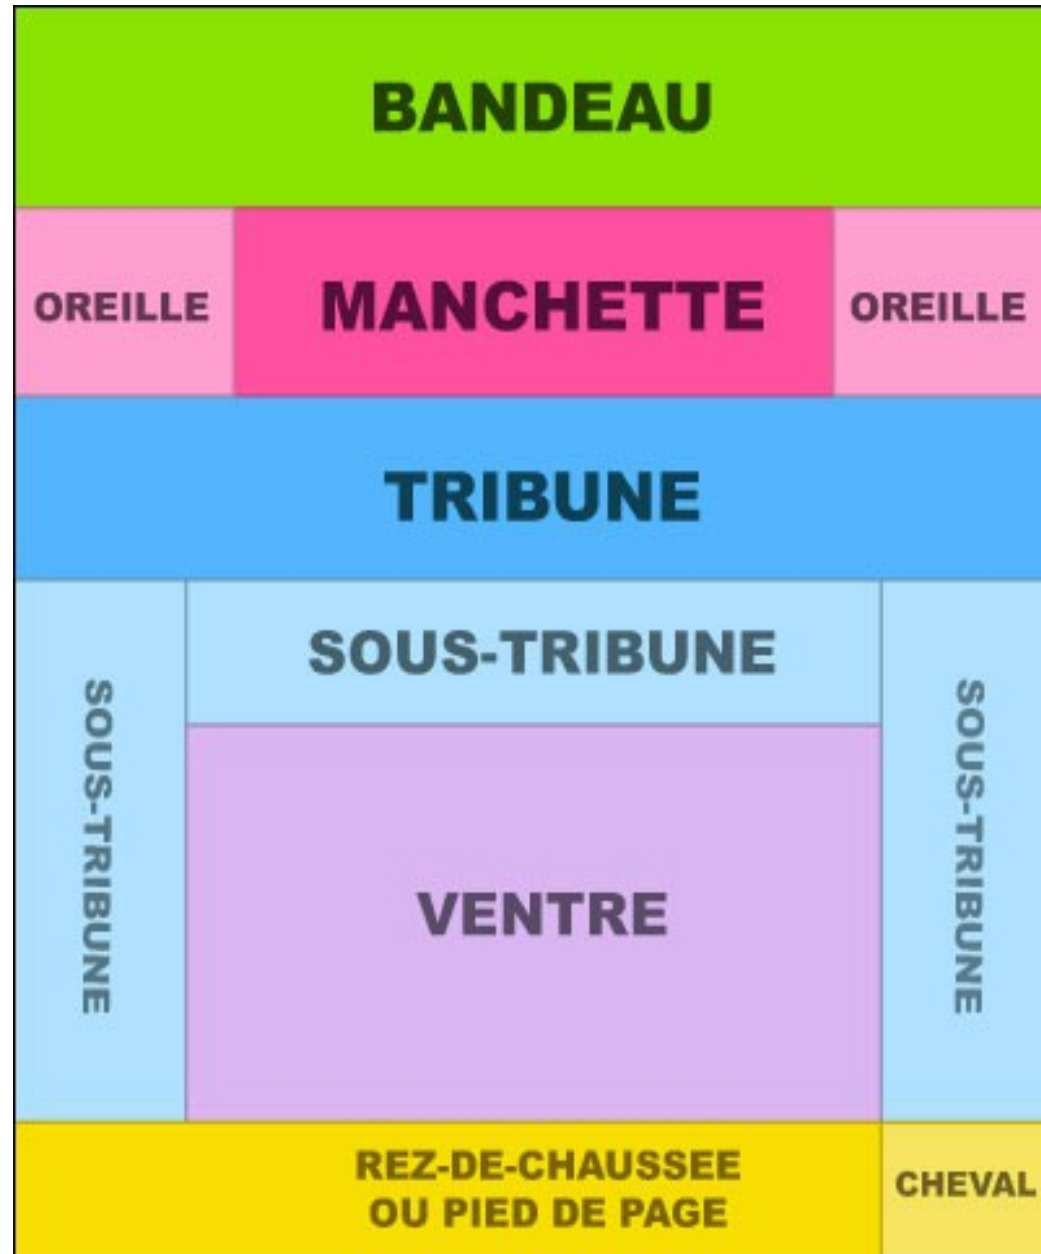 BANDEAU
OREILLE
MANCHETTE
OREILLE
TRIBUNE
SOUS-TRIBUNE
SOUS-TRIBUNE
SOUS-TRIBUNE
VENTRE
REZ-DE-CHAUSSEE
OU PIED DE PAGE
CHEVAL